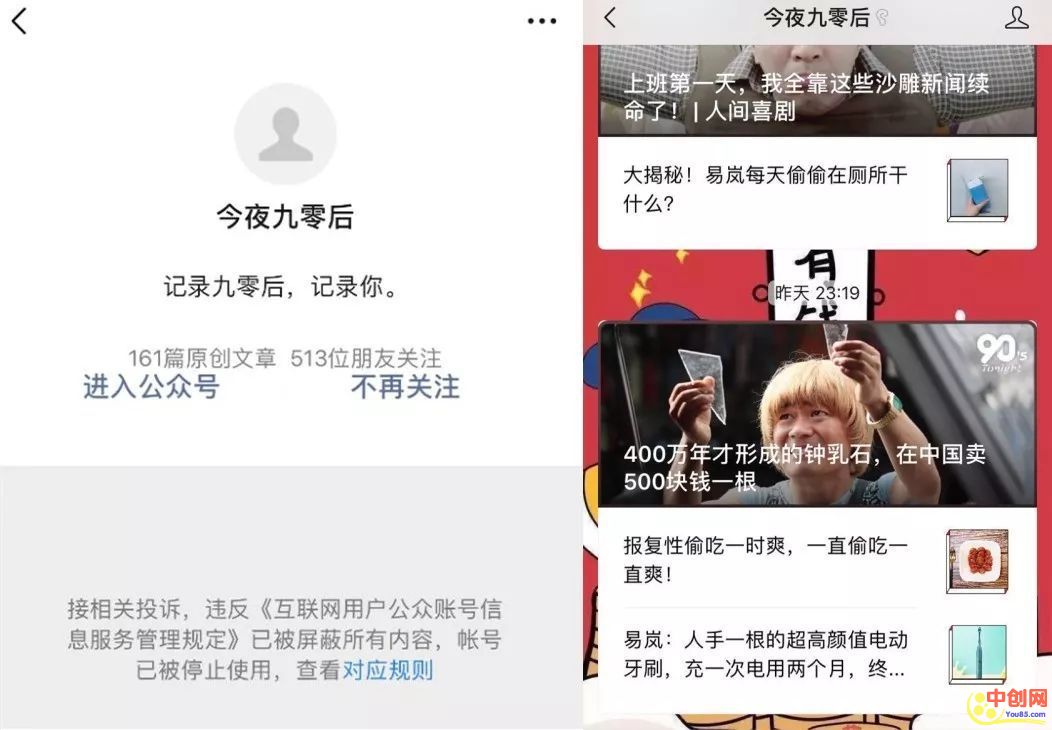 今夜九零后
记录九零后，记录你。
161篇原创文章 513位朋友关注
进入公众号
不再关注
接相关投诉，违反《互联网用户公众账号信
息服务管理规定》已被屏蔽所有内容，帐号
已被停止使用，查看对应规则
今夜九零后
上班第一天，我全靠这些沙雕新闻续
命了！| 人间喜剧
大揭秘！易岚每天偷偷在厕所干
什么？
有
钱
昨天 23:19
90's
Tonight
400万年才形成的钟乳石，在中国卖
500块钱一根
报复性偷吃一时爽，一直偷吃一
直爽！
易岚：人手一根的超高颜值电动
牙刷，充一次电用两个月，终...
中创网
You85.com